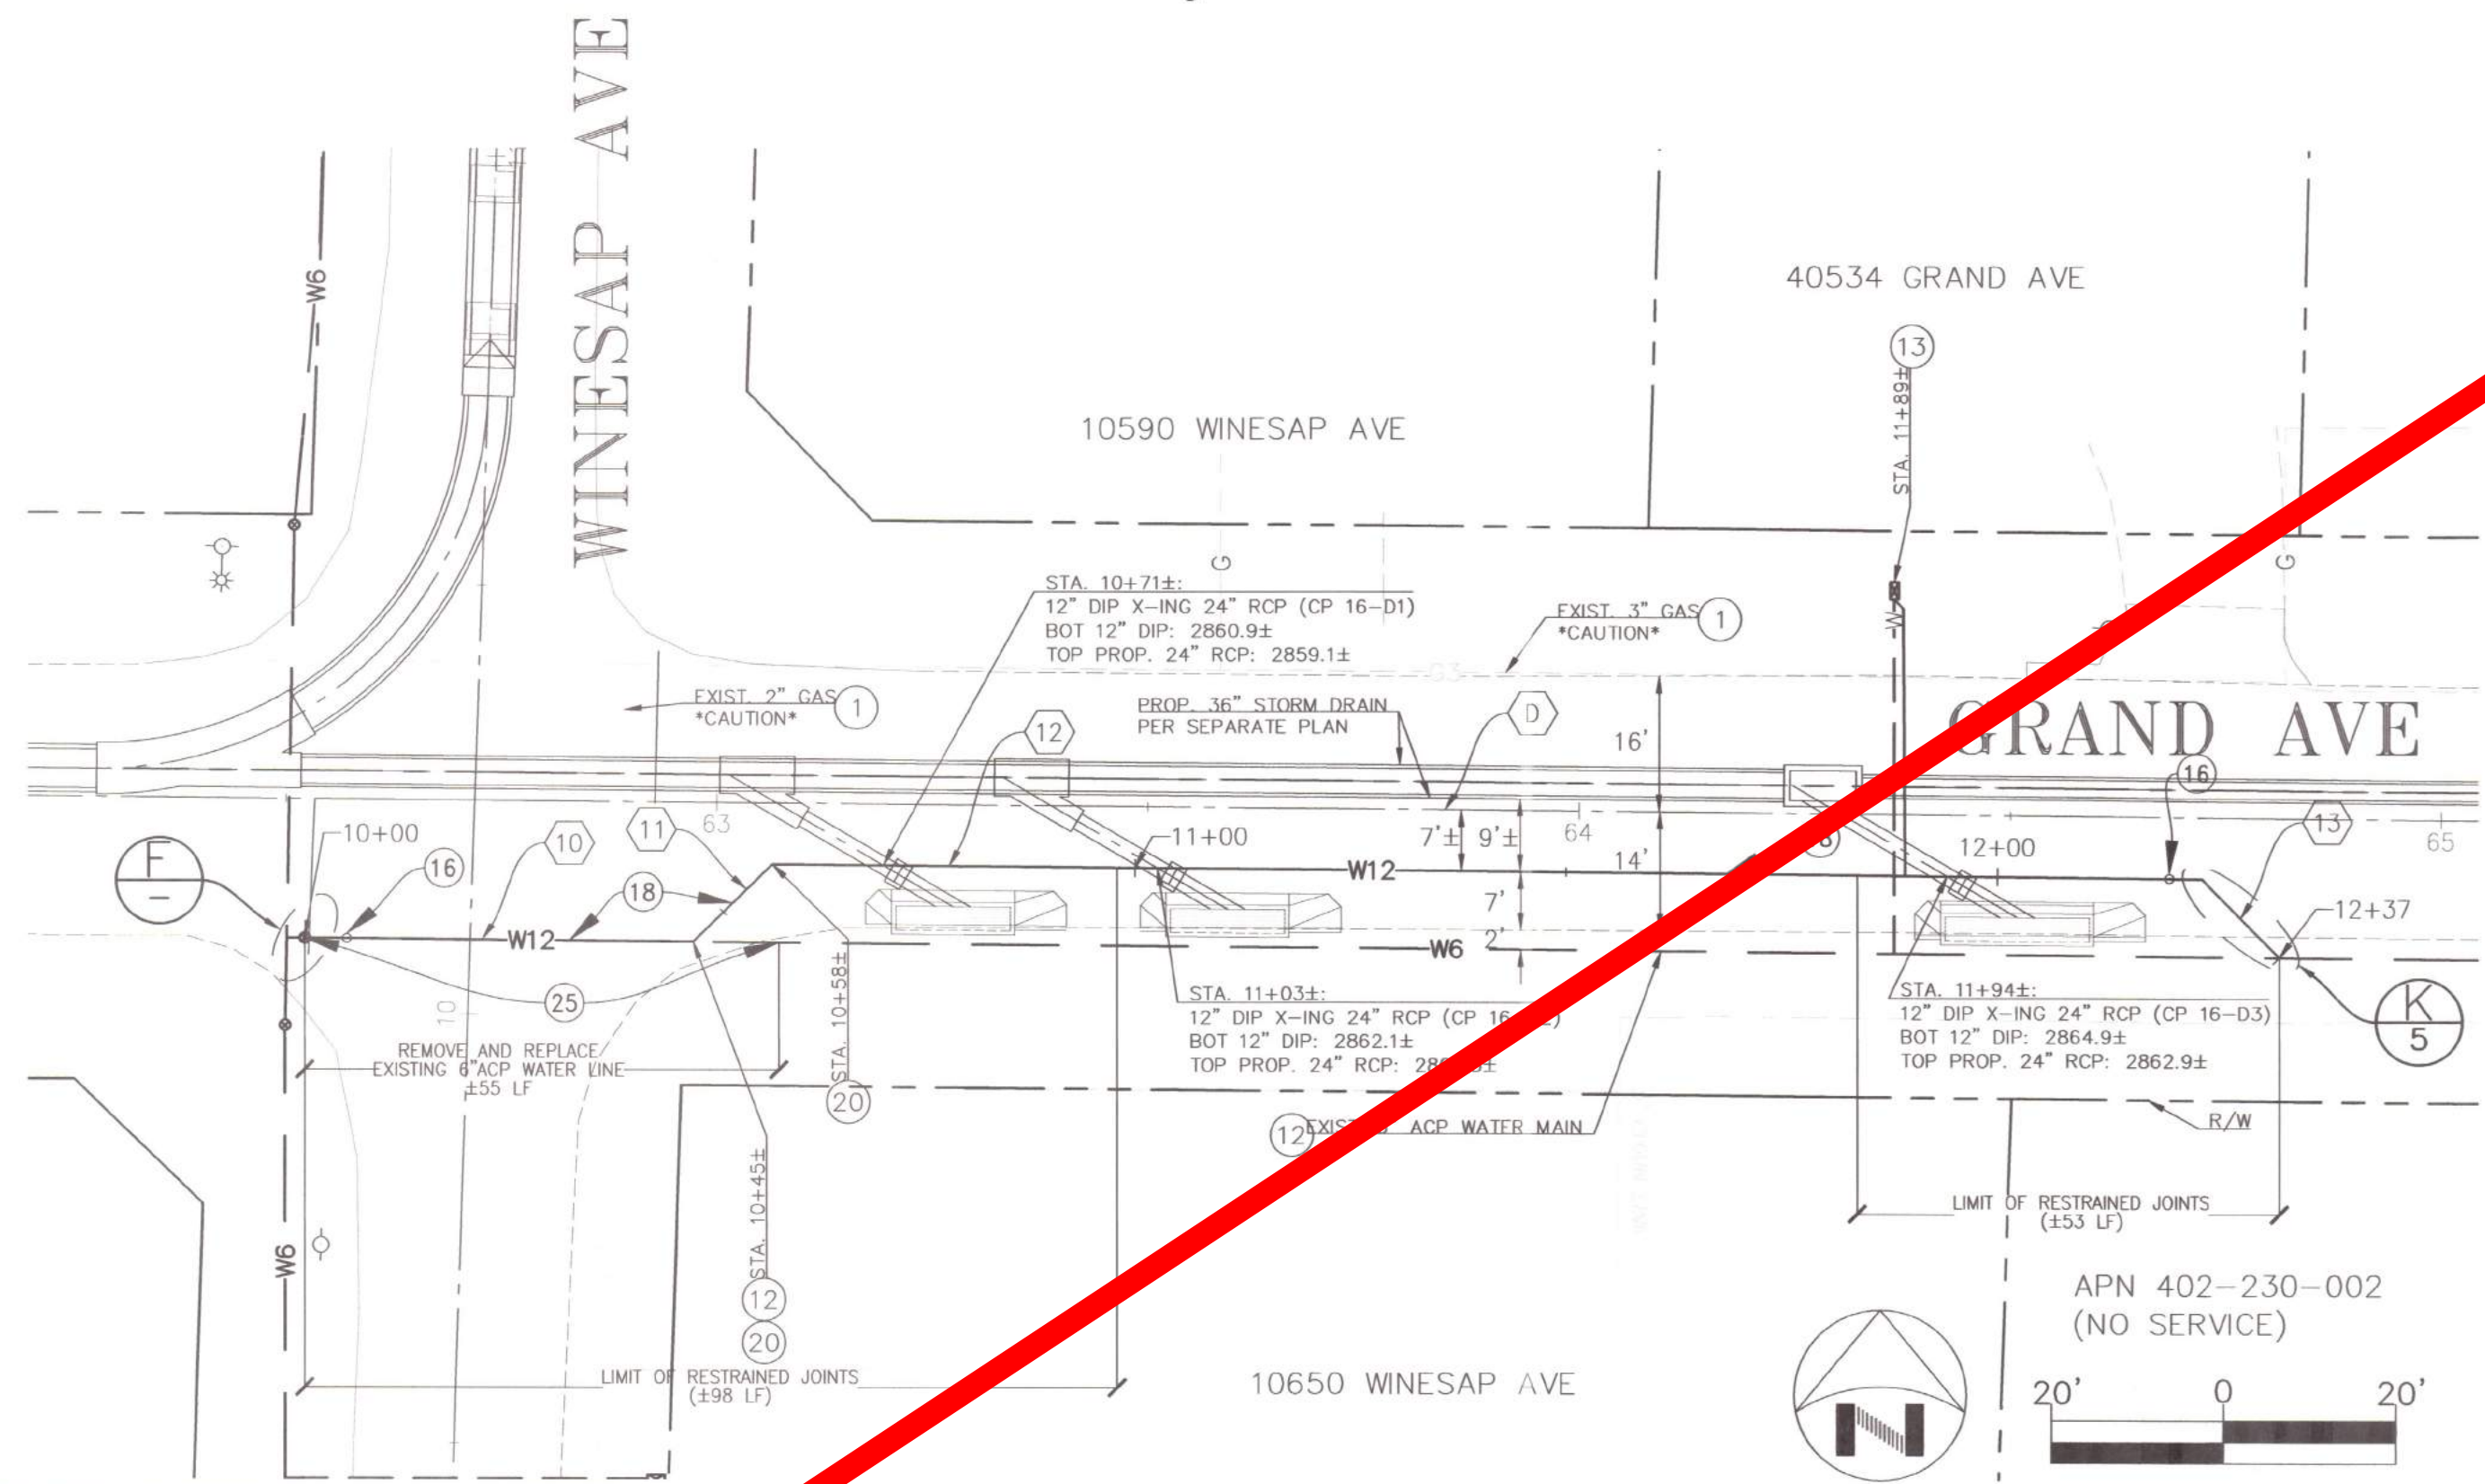 WINESAP AVE
W6
40534 GRAND AVE
13
STA. 11+89±
10590 WINESAP AVE
G
G
STA. 10+71±:
12" DIP X-ING 24" RCP (CP 16-D1)
BOT 12" DIP: 2860.9±
TOP PROP. 24" RCP: 2859.1±
EXIST. 3" GAS 1
*CAUTION*
W
EXIST. 2" GAS 1
*CAUTION*
PROP. 36" STORM DRAIN
PER SEPARATE PLAN
D
12
16'
GRAND AVE
16
63
64
65
10+00
11
10
7'±
9'±
14'
11+00
12+00
13
F
-
16
18
W12
W12
7'
2'
W6
12+37
25
10
REMOVE AND REPLACE
EXISTING 6" ACP WATER LINE
±55 LF
STA. 10+58±
20
STA. 11+03±:
12" DIP X-ING 24" RCP (CP 16-
BOT 12" DIP: 2862.1±
TOP PROP. 24" RCP:
STA. 11+94±:
12" DIP X-ING 24" RCP (CP 16-D3)
BOT 12" DIP: 2864.9±
TOP PROP. 24" RCP: 2862.9±
K
5
12
ACP WATER MAIN
R/W
STA. 10+45±
12
20
W6
LIMIT OF RESTRAINED JOINTS
(±53 LF)
LIMIT OF RESTRAINED JOINTS
(±98 LF)
10650 WINESAP AVE
APN 402-230-002
(NO SERVICE)
N
20' 0 20'